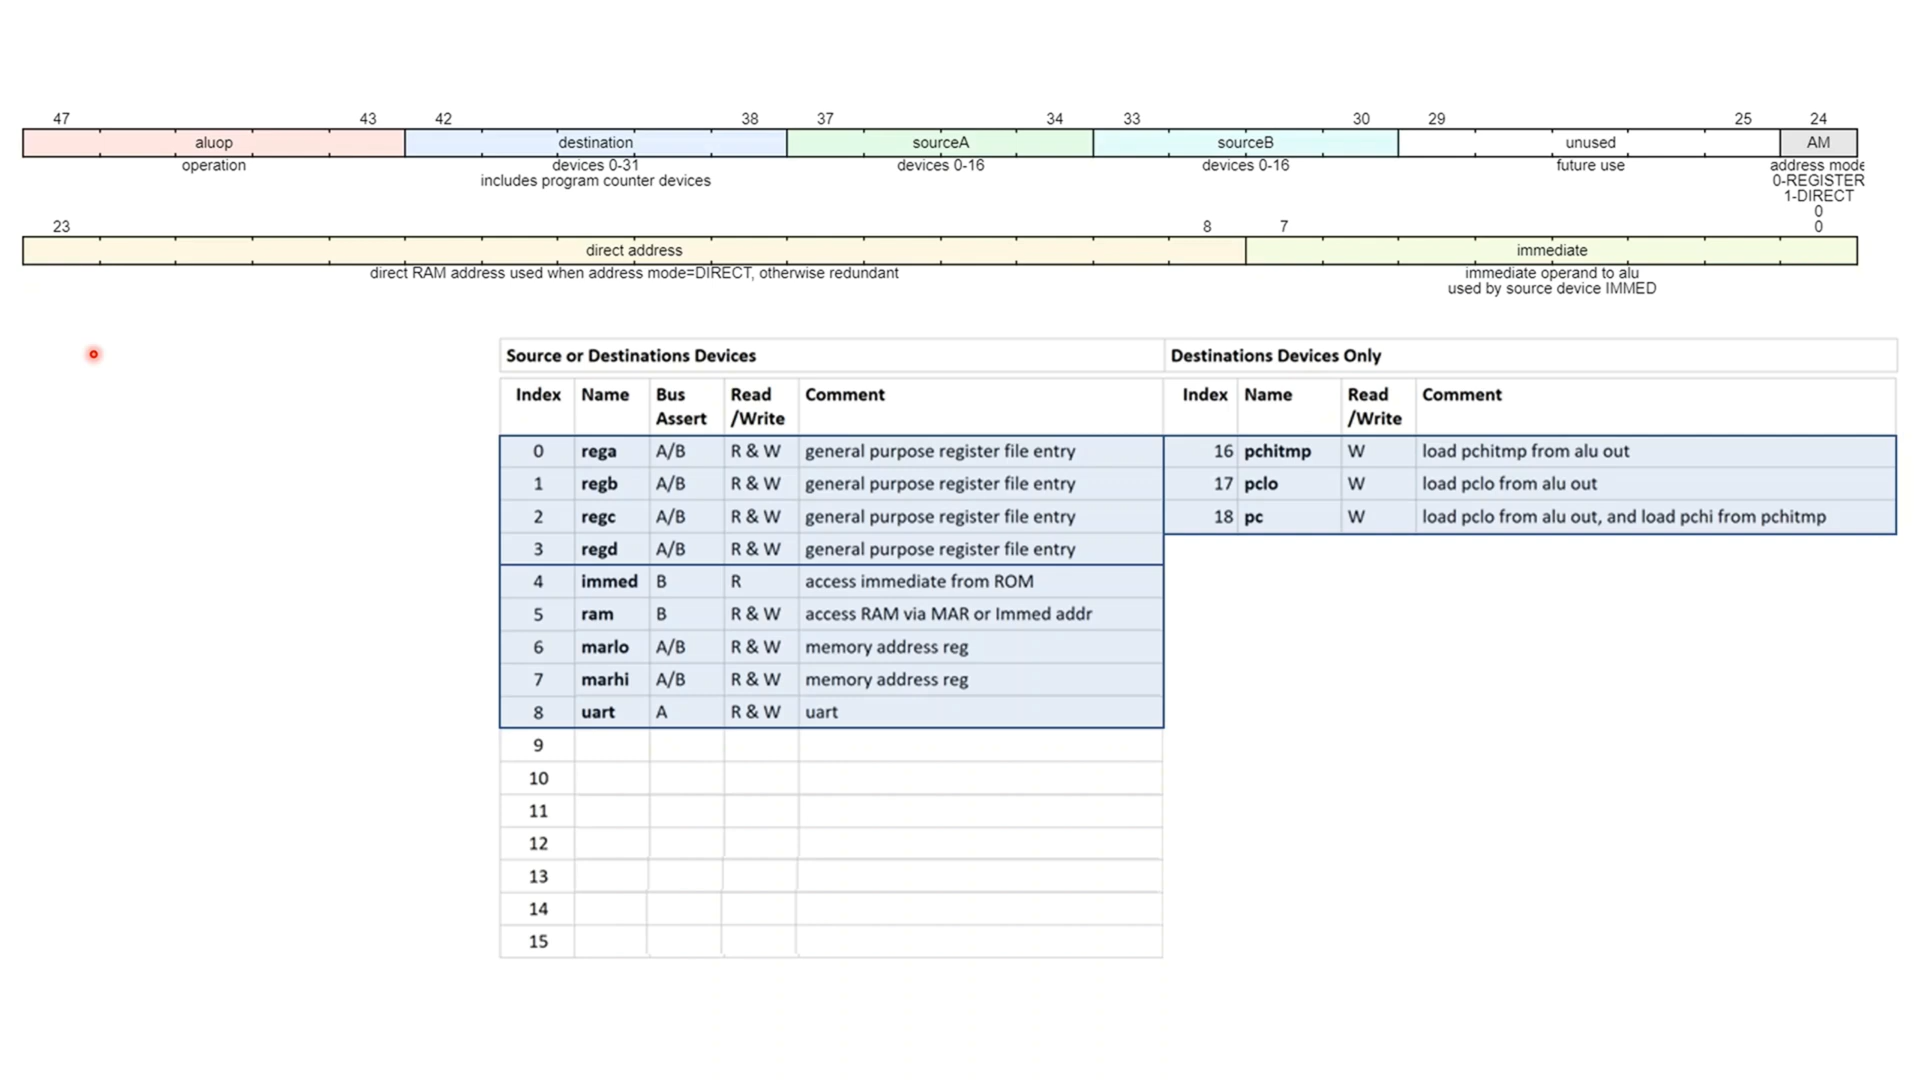 47 43 42 38 37 34 33 30 29 25 24
aluop destination sourceA sourceB unused AM
operation devices 0-31 devices 0-16 devices 0-16 future use address mode
includes program counter devices 0-REGISTER
1-DIRECT
0
23 8 7 0
direct address immediate
direct RAM address used when address mode=DIRECT, otherwise redundant immediate operand to alu
used by source device IMMED
Source or Destinations Devices Destinations Devices Only
Index Name Bus Assert Read /Write Comment Index Name Read /Write Comment
0 rega A/B R & W general purpose register file entry 16 pchitmp W load pchitmp from alu out
1 regb A/B R & W general purpose register file entry 17 pclo W load pclo from alu out
2 regc A/B R & W general purpose register file entry 18 pc W load pclo from alu out, and load pchi from pchitmp
3 regd A/B R & W general purpose register file entry
4 immed B R access immediate from ROM
5 ram B R & W access RAM via MAR or Immed addr
6 marlo A/B R & W memory address reg
7 marhi A/B R & W memory address reg
8 uart A R & W uart
9
10
11
12
13
14
15